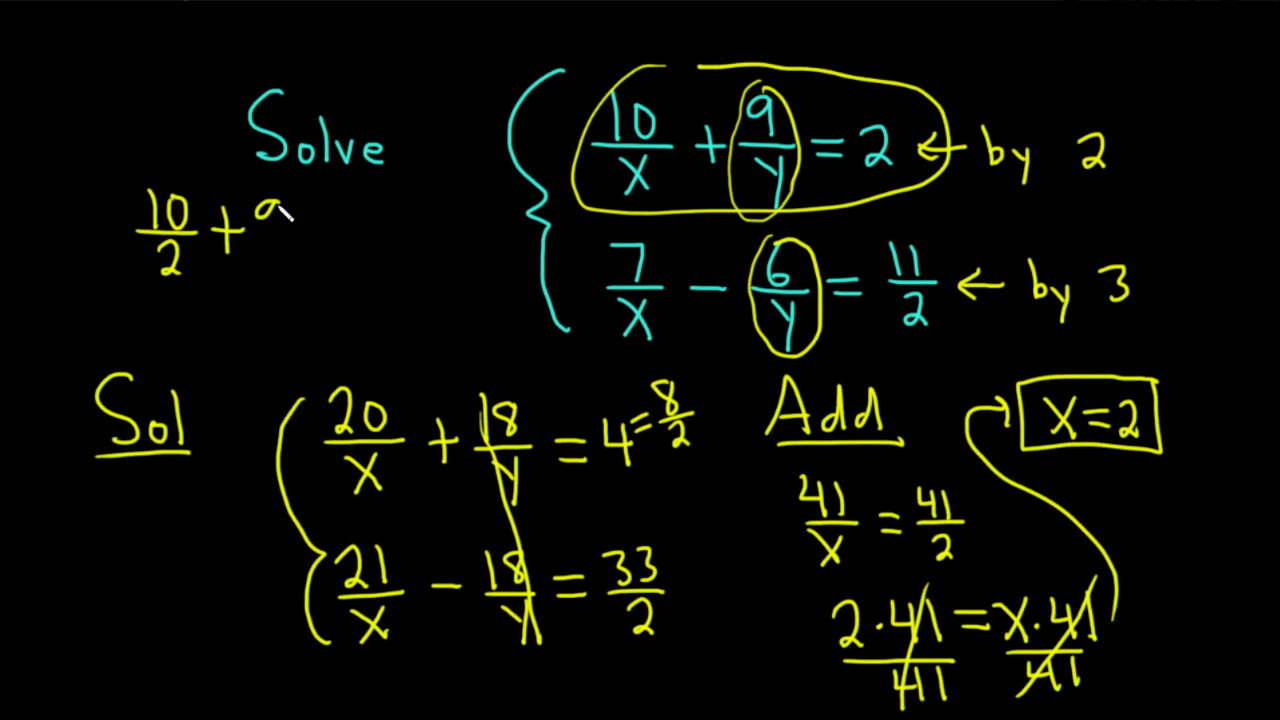 Solve
10/X + 9/Y = 2 ← by 2
10/2 + 9
7/X − 6/Y = 11/2 ← by 3
Sol
20/X + 18/Y = 4 = 8/2
21/X − 18/Y = 33/2
Add
41/X = 41/2
2·41/41 = X·41/41
X=2